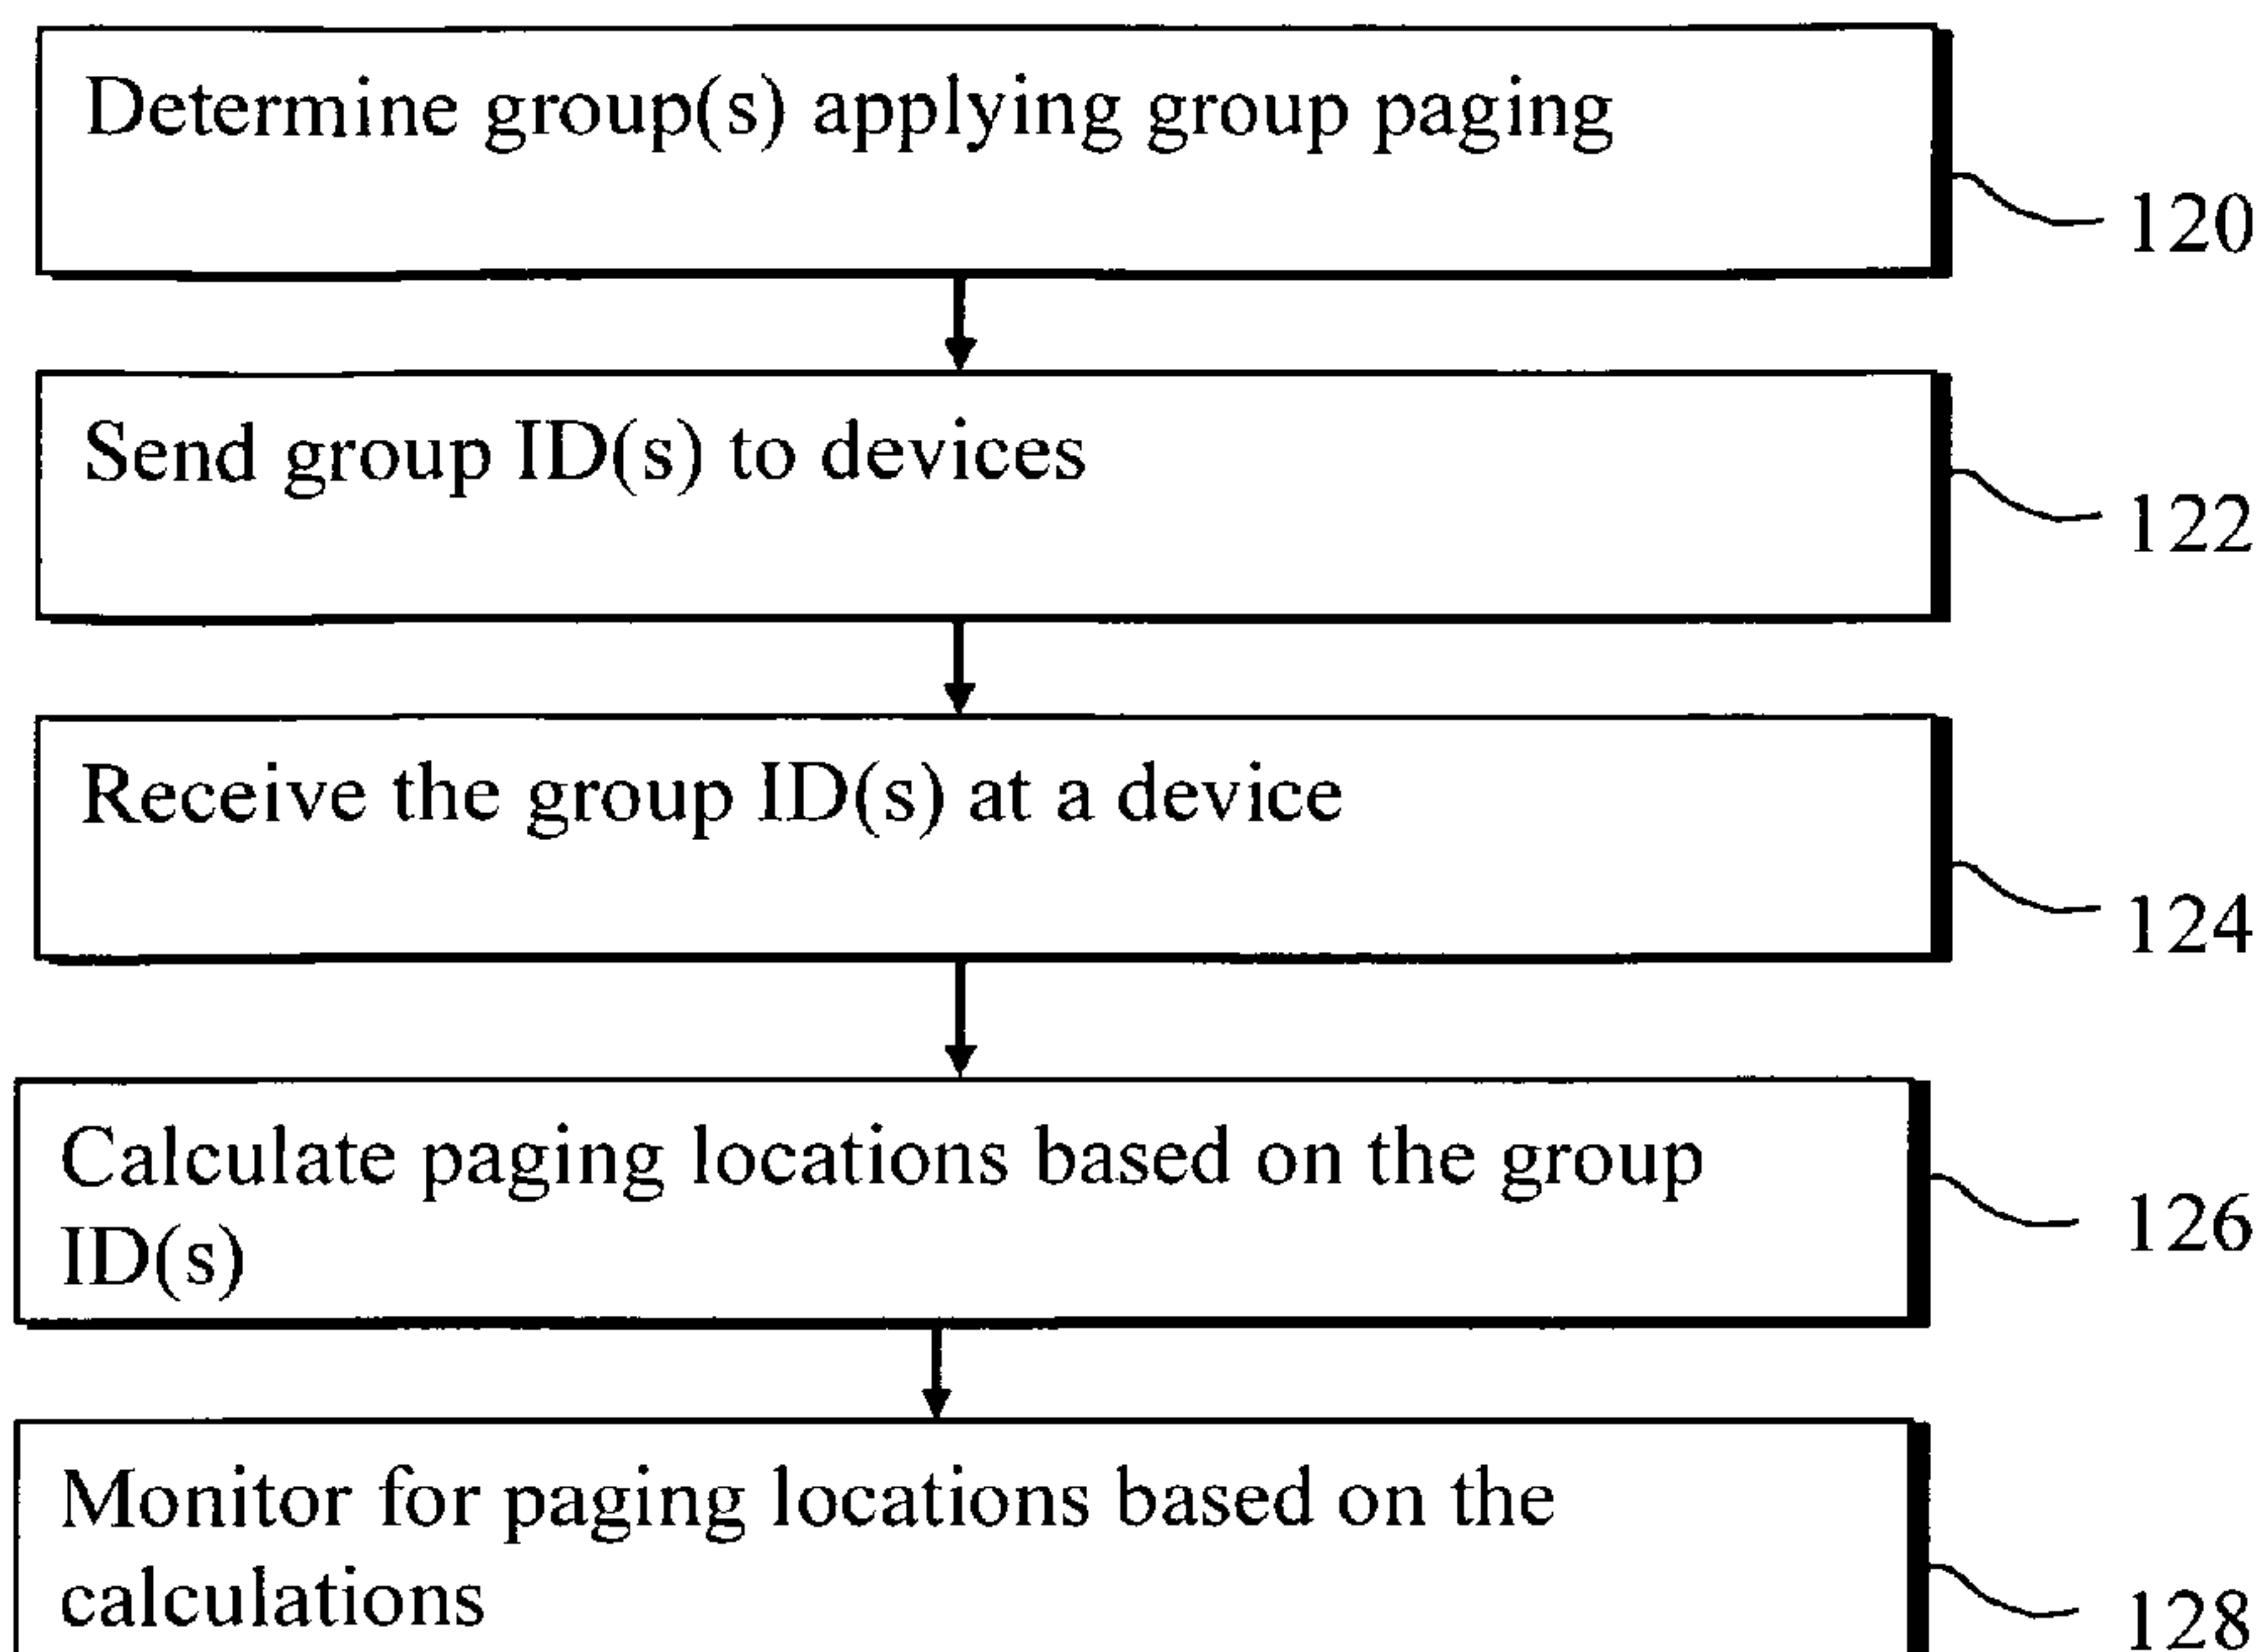 Determine group(s) applying group paging
120
Send group ID(s) to devices
122
Receive the group ID(s) at a device
124
Calculate paging locations based on the group
ID(s)
126
Monitor for paging locations based on the
calculations
128